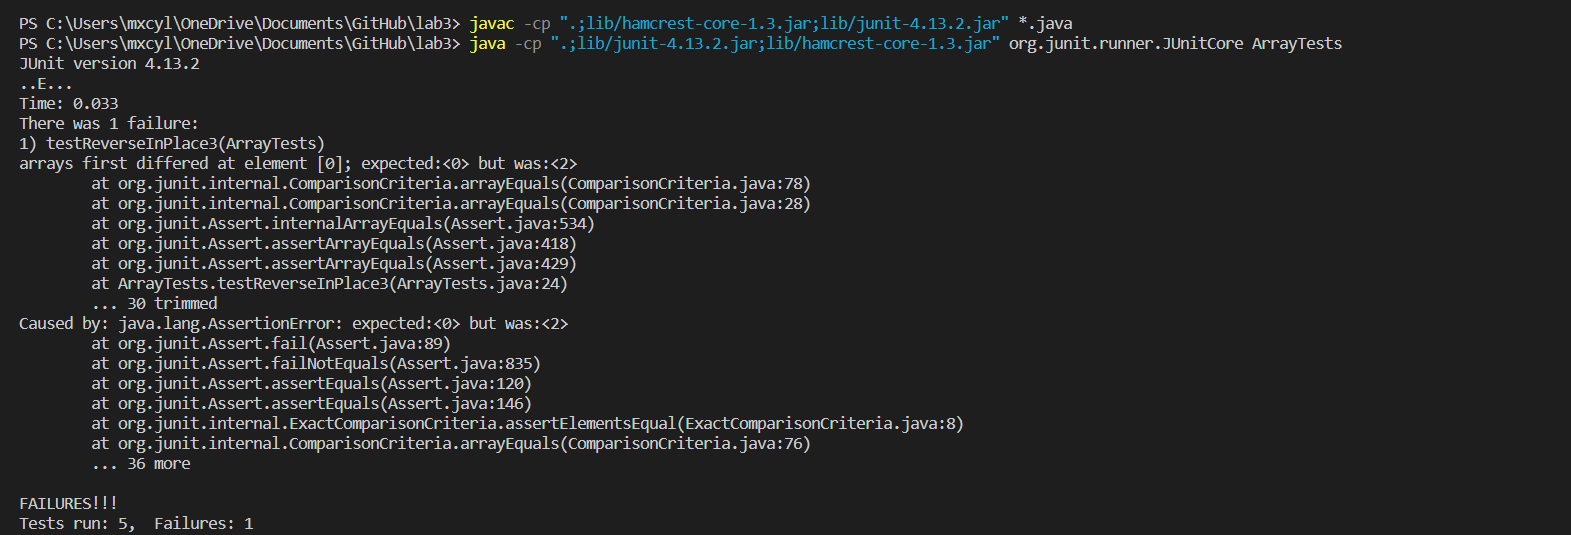 PS C:\Users\mxcyl\OneDrive\Documents\GitHub\lab3> javac -cp ".;lib/hamcrest-core-1.3.jar;lib/junit-4.13.2.jar" *.java
PS C:\Users\mxcyl\OneDrive\Documents\GitHub\lab3> java -cp ".;lib/junit-4.13.2.jar;lib/hamcrest-core-1.3.jar" org.junit.runner.JUnitCore ArrayTests
JUnit version 4.13.2
..E...
Time: 0.033
There was 1 failure:
1) testReverseInPlace3(ArrayTests)
arrays first differed at element [0]; expected:<0> but was:<2>
        at org.junit.internal.ComparisonCriteria.arrayEquals(ComparisonCriteria.java:78)
        at org.junit.internal.ComparisonCriteria.arrayEquals(ComparisonCriteria.java:28)
        at org.junit.Assert.internalArrayEquals(Assert.java:534)
        at org.junit.Assert.assertArrayEquals(Assert.java:418)
        at org.junit.Assert.assertArrayEquals(Assert.java:429)
        at ArrayTests.testReverseInPlace3(ArrayTests.java:24)
        ... 30 trimmed
Caused by: java.lang.AssertionError: expected:<0> but was:<2>
        at org.junit.Assert.fail(Assert.java:89)
        at org.junit.Assert.failNotEquals(Assert.java:835)
        at org.junit.Assert.assertEquals(Assert.java:120)
        at org.junit.Assert.assertEquals(Assert.java:146)
        at org.junit.internal.ExactComparisonCriteria.assertElementsEqual(ExactComparisonCriteria.java:8)
        at org.junit.internal.ComparisonCriteria.arrayEquals(ComparisonCriteria.java:76)
        ... 36 more

FAILURES!!!
Tests run: 5,  Failures: 1